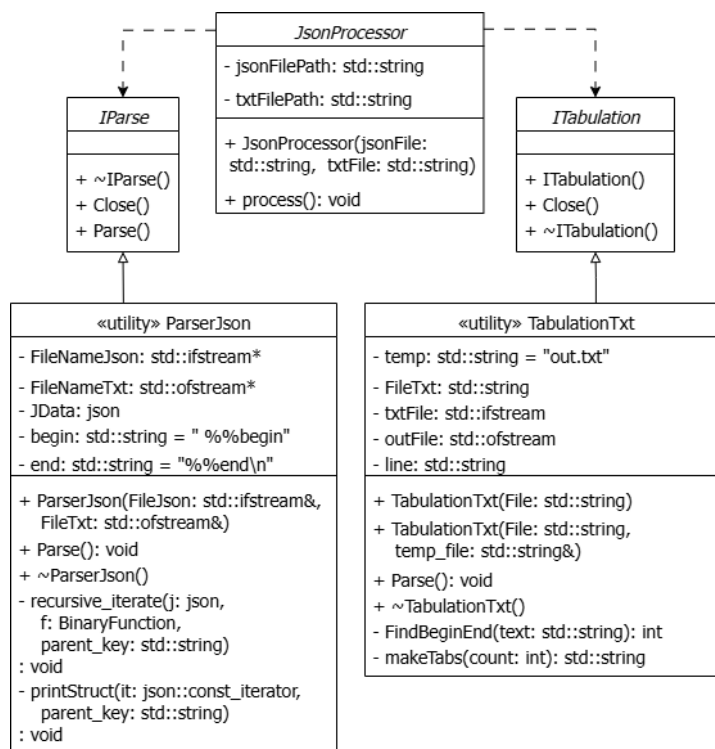 JsonProcessor
- jsonFilePath: std::string
- txtFilePath: std::string
+ JsonProcessor(jsonFile:
std::string, txtFile: std::string)
+ process(): void
IParse
+ ~IParse()
+ Close()
+ Parse()
ITabulation
+ ITabulation()
+ Close()
+ ~ITabulation()
«utility» ParserJson
- FileNameJson: std::ifstream*
- FileNameTxt: std::ofstream*
- JData: json
- begin: std::string = " %%begin"
- end: std::string = "%%end\n"
+ ParserJson(FileJson: std::ifstream&,
FileTxt: std::ofstream&)
+ Parse(): void
+ ~ParserJson()
- recursive_iterate(j: json,
f: BinaryFunction,
parent_key: std::string)
: void
- printStruct(it: json::const_iterator,
parent_key: std::string)
: void
«utility» TabulationTxt
- temp: std::string = "out.txt"
- FileTxt: std::string
- txtFile: std::ifstream
- outFile: std::ofstream
- line: std::string
+ TabulationTxt(File: std::string)
+ TabulationTxt(File: std::string,
temp_file: std::string&)
+ Parse(): void
+ ~TabulationTxt()
- FindBeginEnd(text: std::string): int
- makeTabs(count: int): std::string